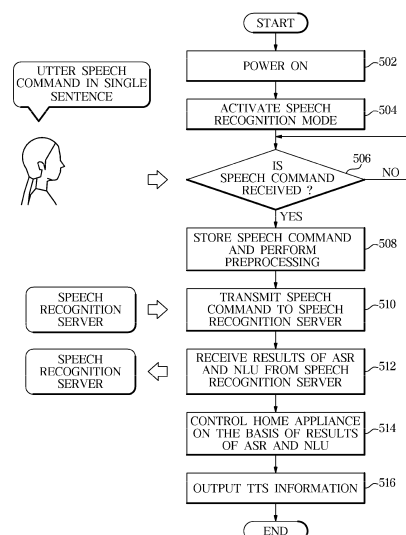 START
POWER ON
502
UTTER SPEECH
COMMAND IN SINGLE
SENTENCE
ACTIVATE SPEECH
RECOGNITION MODE
504
IS
SPEECH COMMAND
RECEIVED ?
506
NO
YES
STORE SPEECH COMMAND
AND PERFORM
PREPROCESSING
508
SPEECH
RECOGNITION
SERVER
TRANSMIT SPEECH
COMMAND TO SPEECH
RECOGNITION SERVER
510
SPEECH
RECOGNITION
SERVER
RECEIVE RESULTS OF ASR
AND NLU FROM SPEECH
RECOGNITION SERVER
512
CONTROL HOME APPLIANCE
ON THE BASIS OF RESULTS
OF ASR AND NLU
514
OUTPUT TTS INFORMATION
516
END